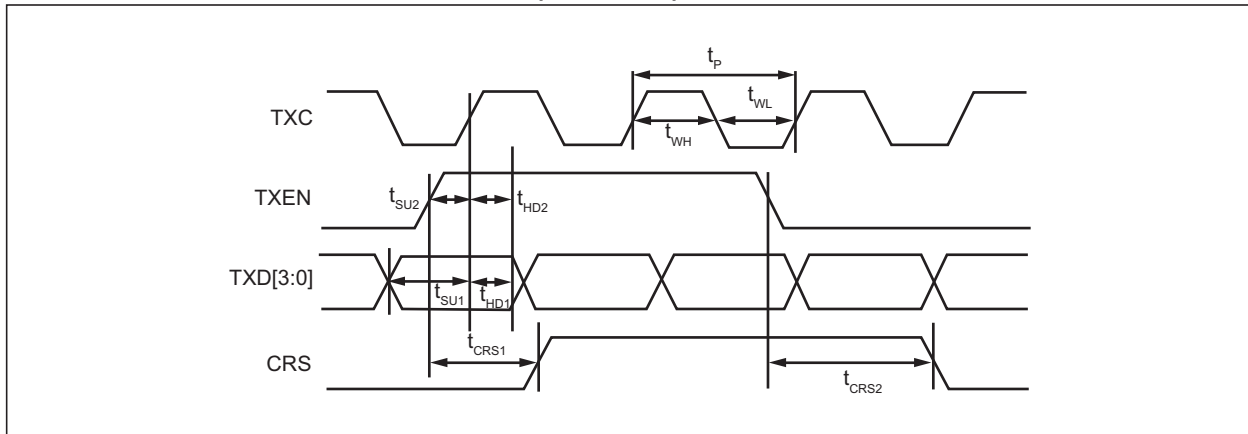 t_P
TXC
t_WL
t_WH
TXEN
t_SU2
t_HD2
TXD[3:0]
t_SU1
t_HD1
t_CRS1
CRS
t_CRS2